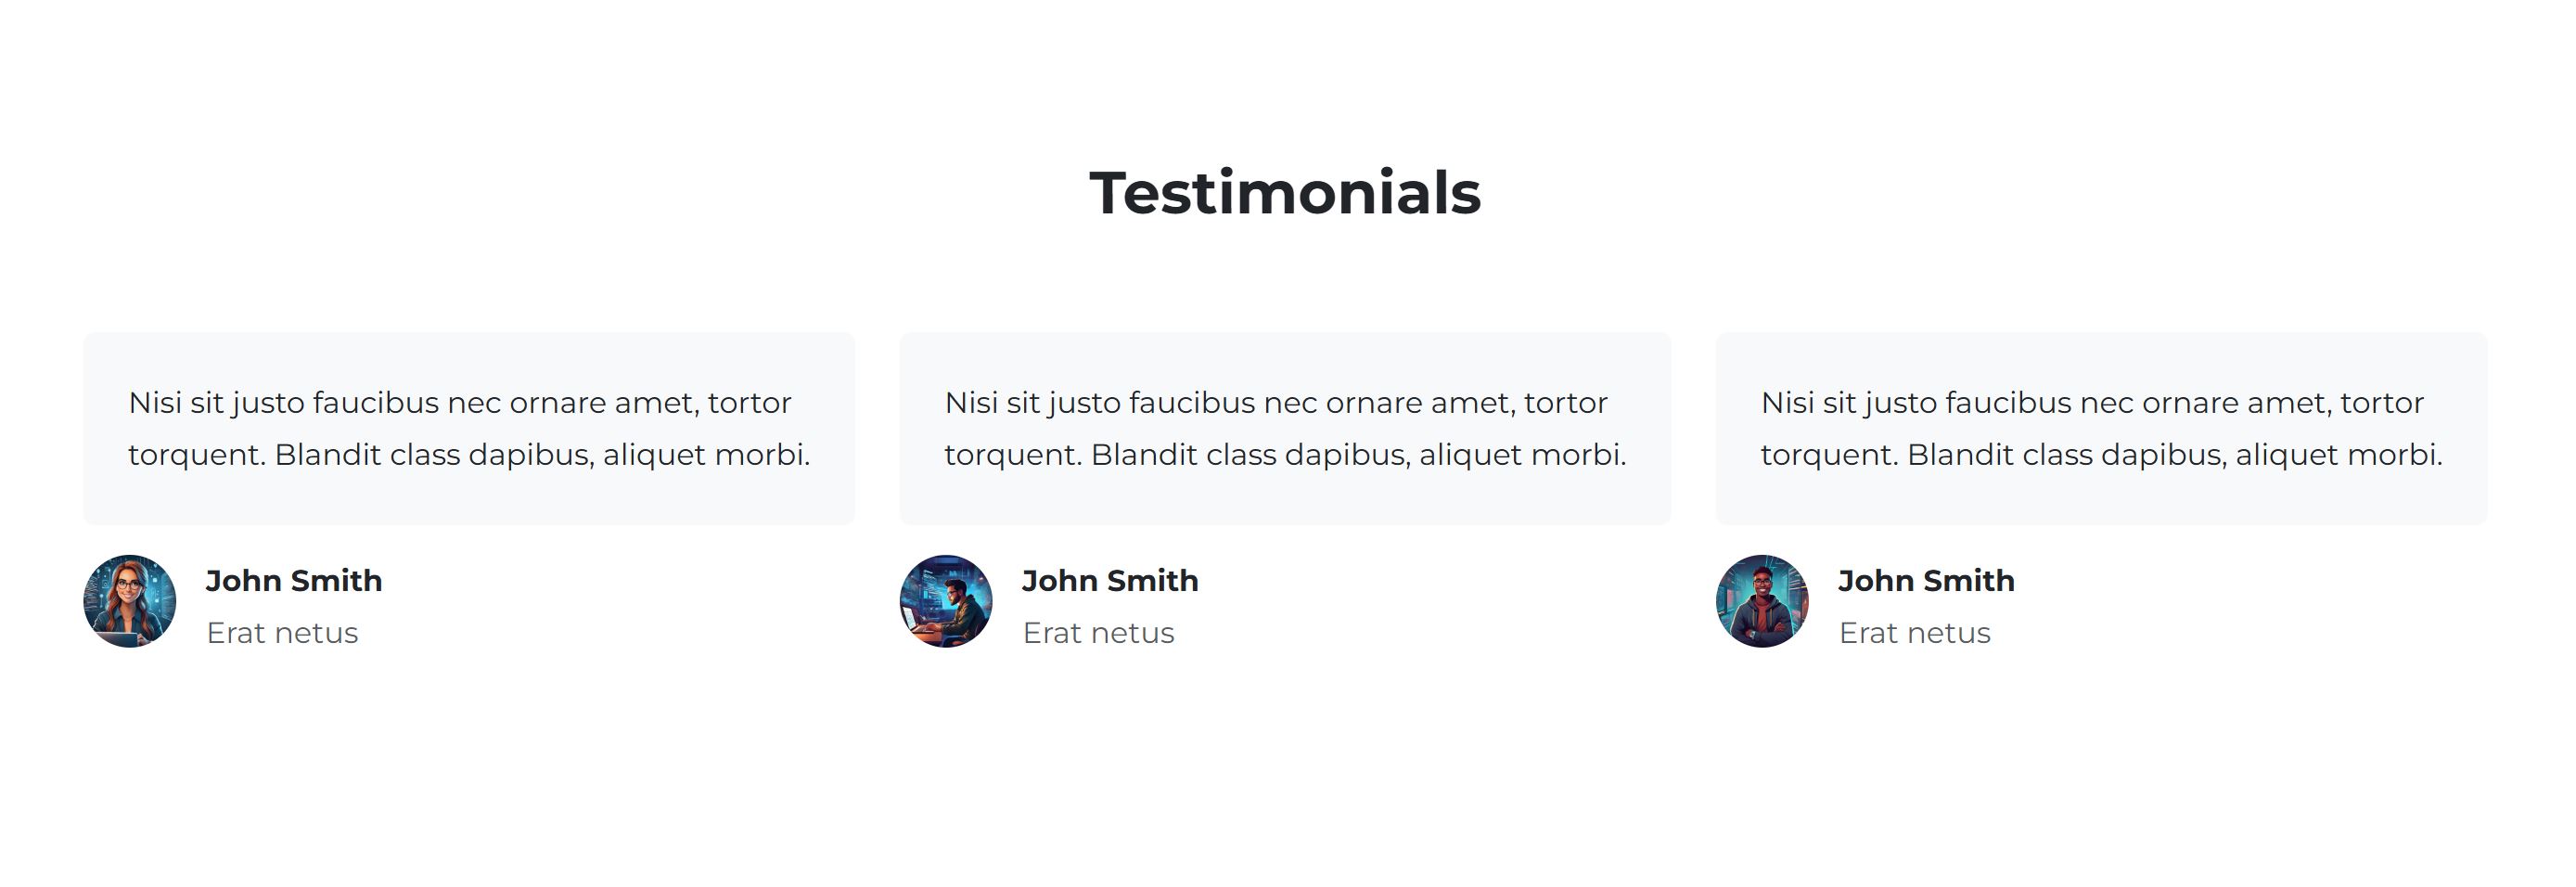 Testimonials
Nisi sit justo faucibus nec ornare amet, tortor
torquent. Blandit class dapibus, aliquet morbi.
John Smith
Erat netus
Nisi sit justo faucibus nec ornare amet, tortor
torquent. Blandit class dapibus, aliquet morbi.
John Smith
Erat netus
Nisi sit justo faucibus nec ornare amet, tortor
torquent. Blandit class dapibus, aliquet morbi.
John Smith
Erat netus